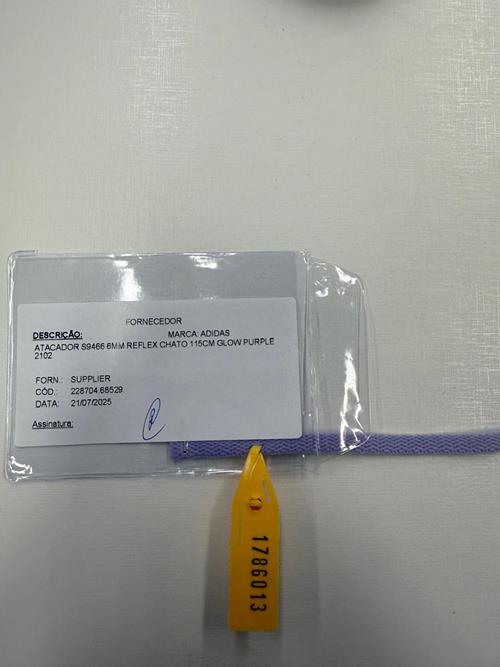 FORNECEDOR
DESCRIÇÃO: MARCA: ADIDAS
ATACADOR S9466 6MM REFLEX CHATO 115CM GLOW PURPLE
2102
FORN.: SUPPLIER
CÓD.: 228704.68529.
DATA: 21/07/2025
Assinatura:
1786013